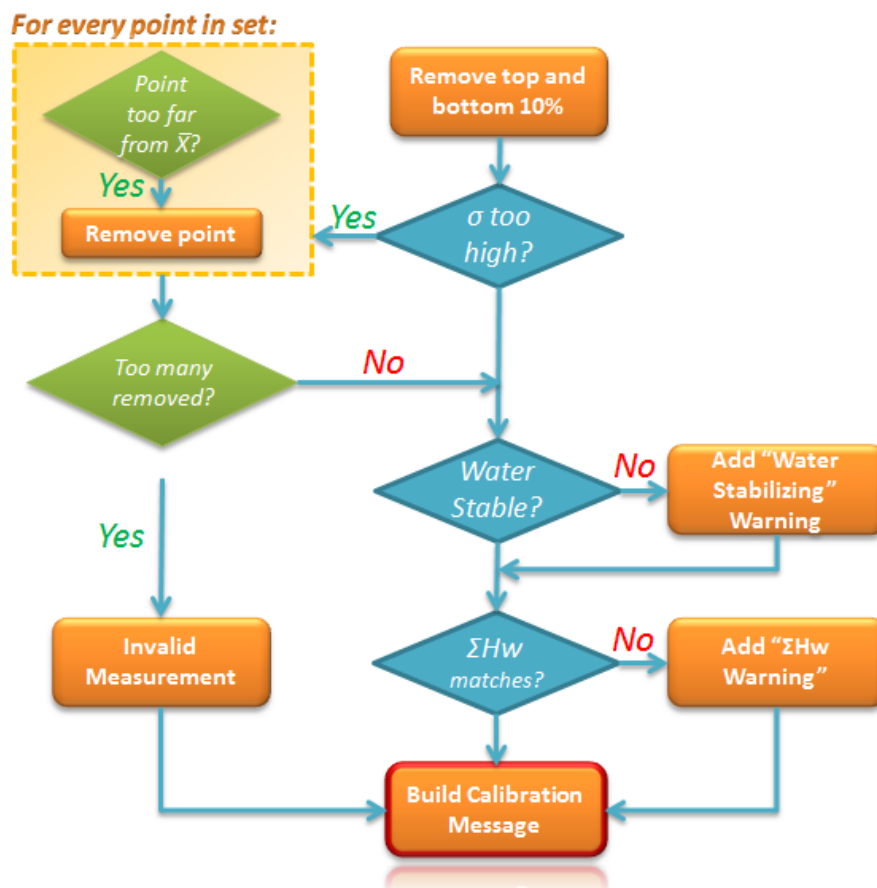 For every point in set:
Point
too far
from X̅?
Yes
Remove point
Remove top and
bottom 10%
σ too
high?
Yes
Too many
removed?
No
Water
Stable?
No
Add “Water
Stabilizing”
Warning
Yes
Invalid
Measurement
ΣHw
matches?
No
Add “ΣHw
Warning”
Build Calibration
Message